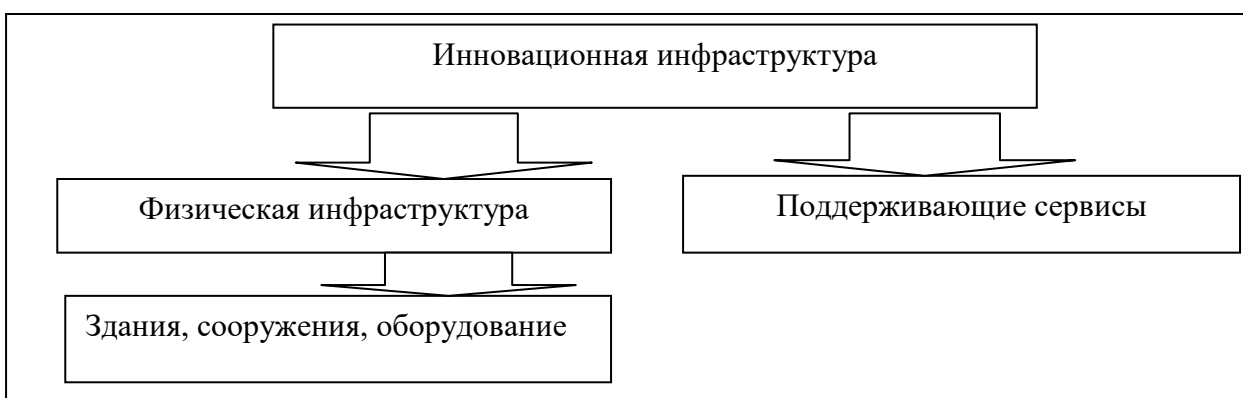 Инновационная инфраструктура
Физическая инфраструктура
Поддерживающие сервисы
Здания, сооружения, оборудование